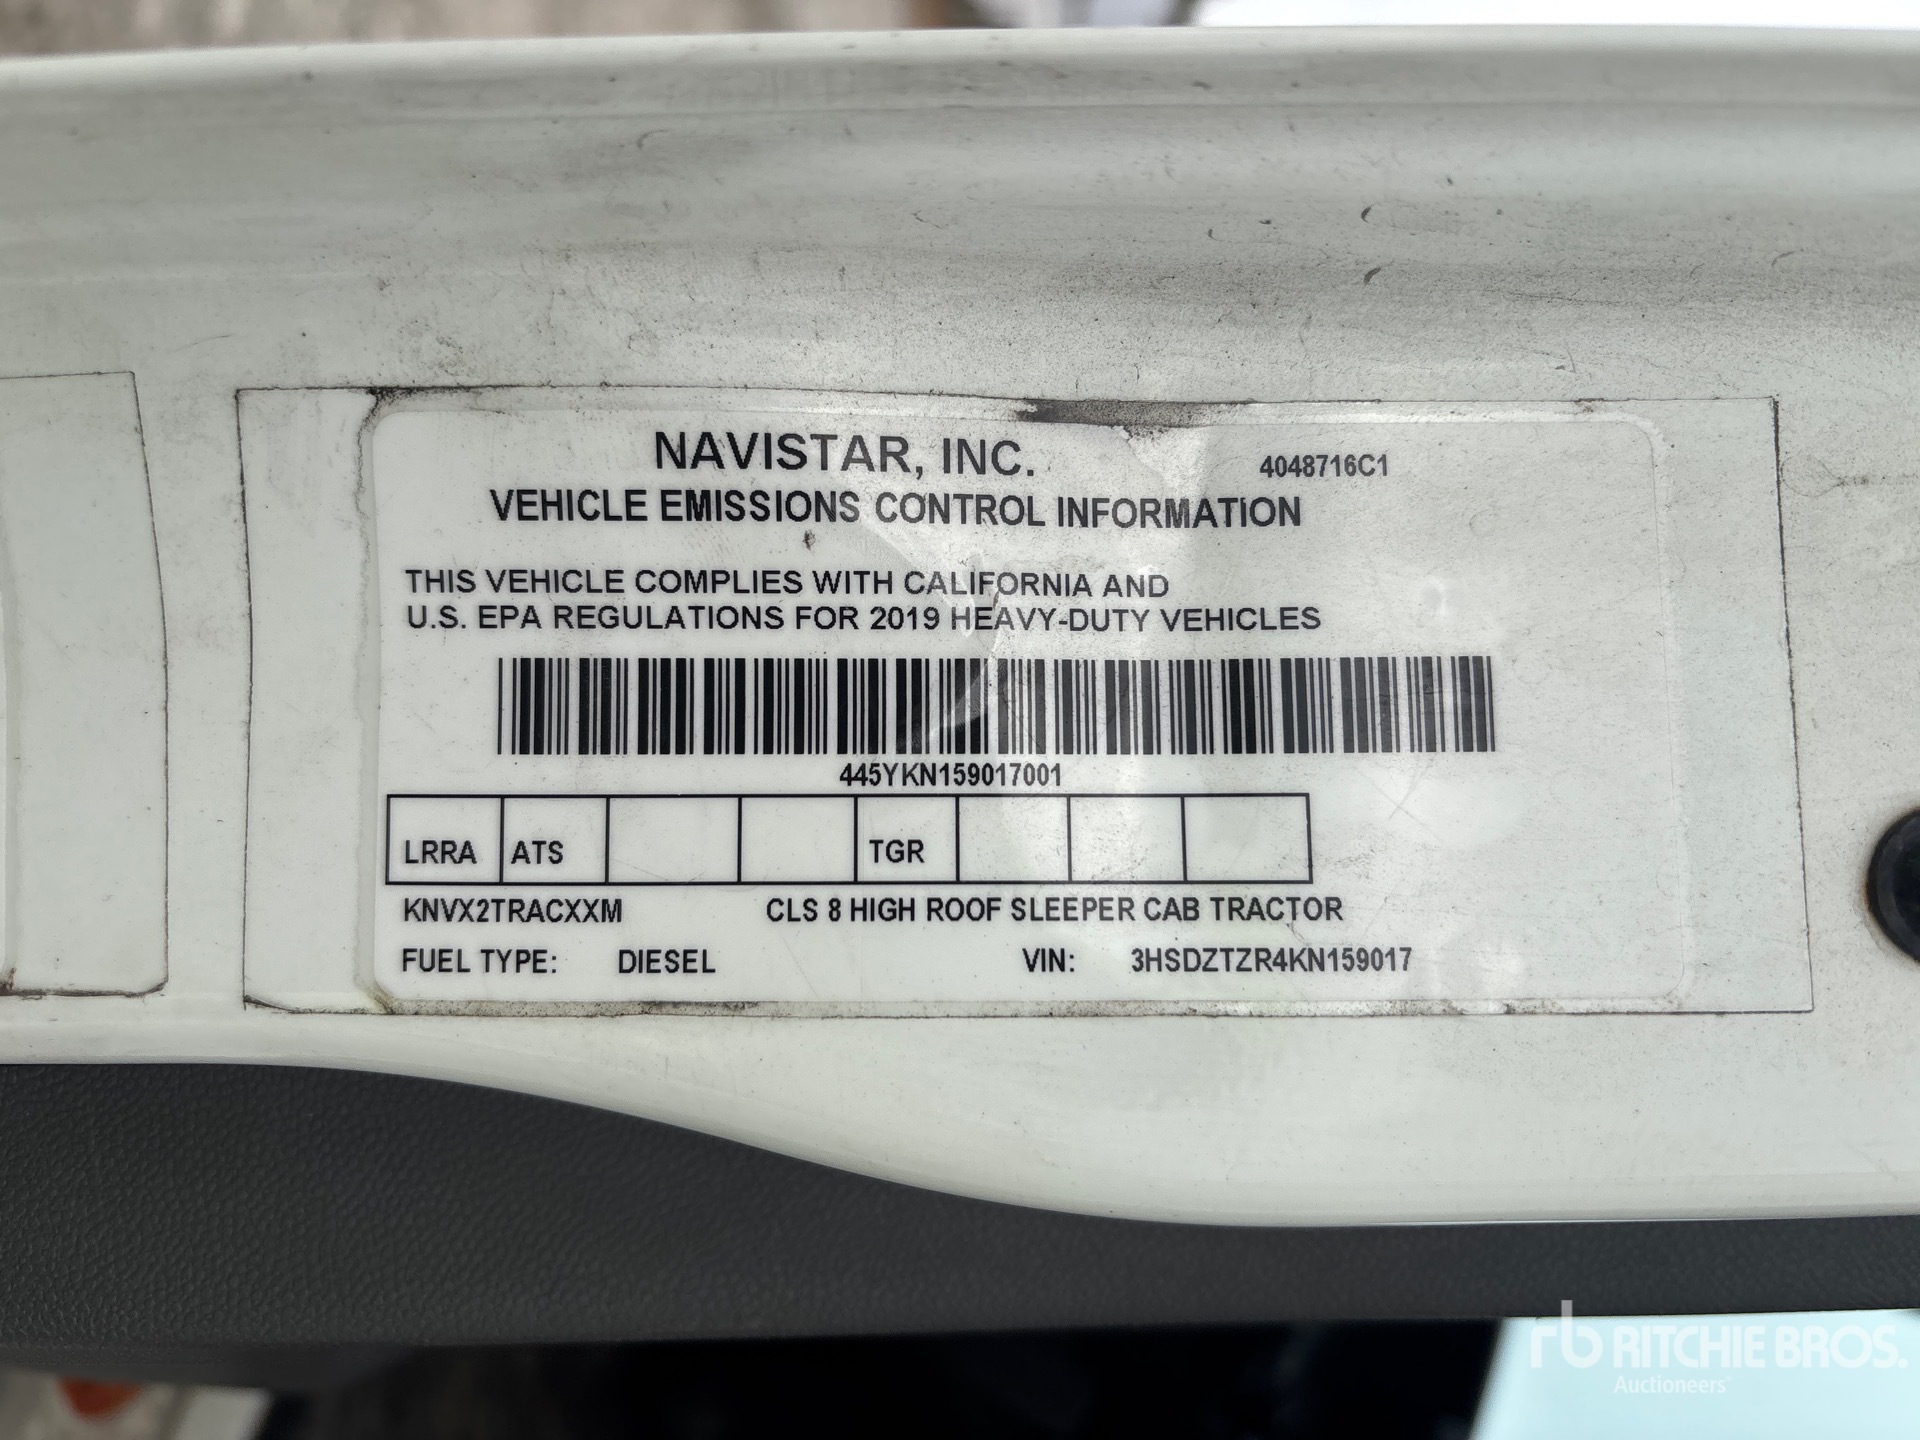 NAVISTAR, INC. 4048716C1
VEHICLE EMISSIONS CONTROL INFORMATION
THIS VEHICLE COMPLIES WITH CALIFORNIA AND
U.S. EPA REGULATIONS FOR 2019 HEAVY-DUTY VEHICLES
445YKN159017001
LRRA ATS TGR
KNVX2TRACXXM CLS 8 HIGH ROOF SLEEPER CAB TRACTOR
FUEL TYPE: DIESEL VIN: 3HSDZTZR4KN159017
rb RITCHIE BROS.
Auctioneers